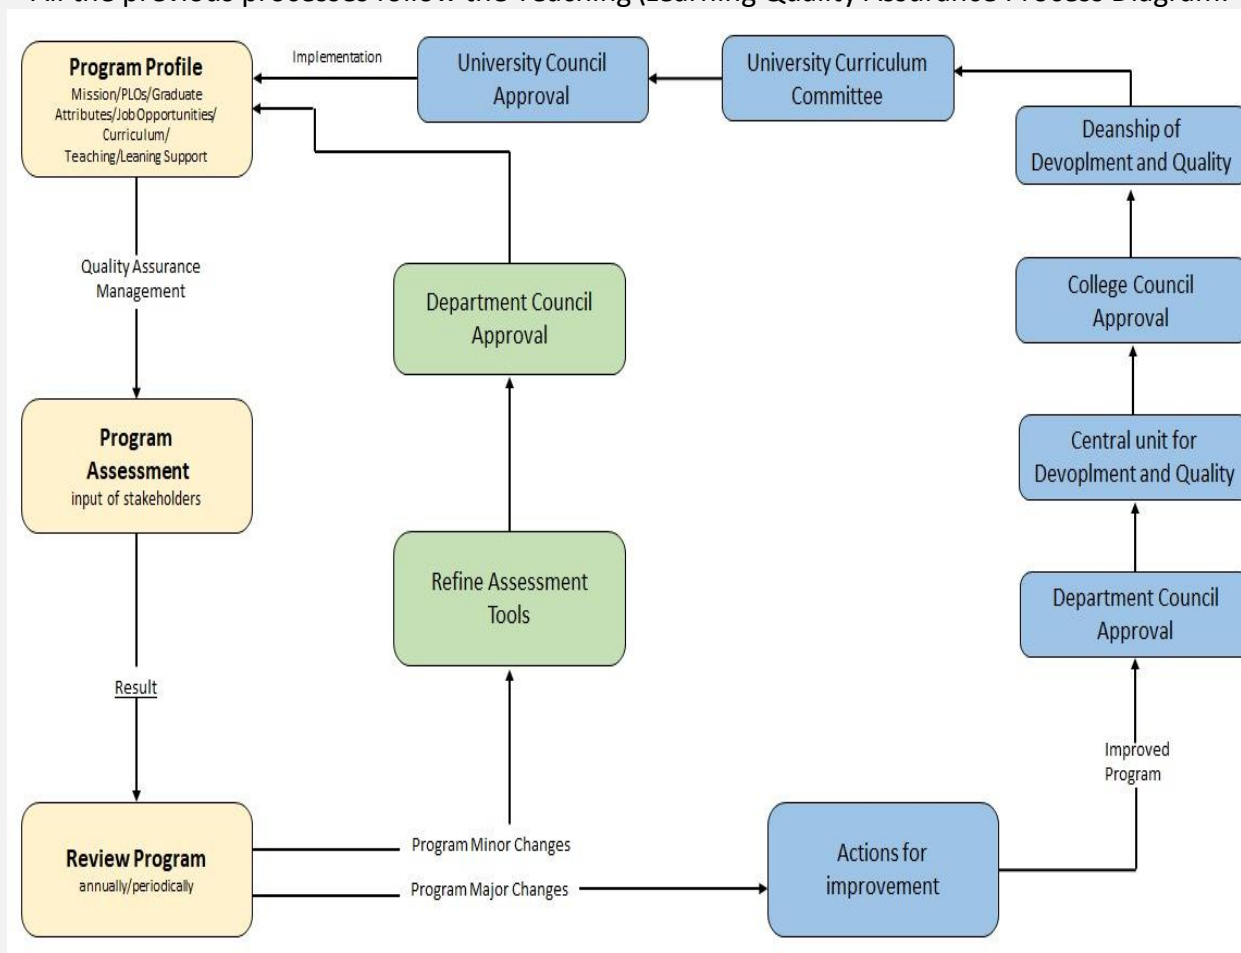 All the previous processes follow the Teaching (Learning Quality Assurance Process Diagram.
Program Profile
Mission/PLOs/Graduate
Attributes/Job Opportunities/
Curriculum/
Teaching/Leaning Support
Implementation
University Council
Approval
University Curriculum
Committee
Deanship of
Devoplment and Quality
Quality Assurance
Management
Department Council
Approval
College Council
Approval
Program
Assessment
input of stakeholders
Central unit for
Devoplment and Quality
Refine Assessment
Tools
Department Council
Approval
Result
Improved
Program
Review Program
annually/periodically
Program Minor Changes
Program Major Changes
Actions for
improvement